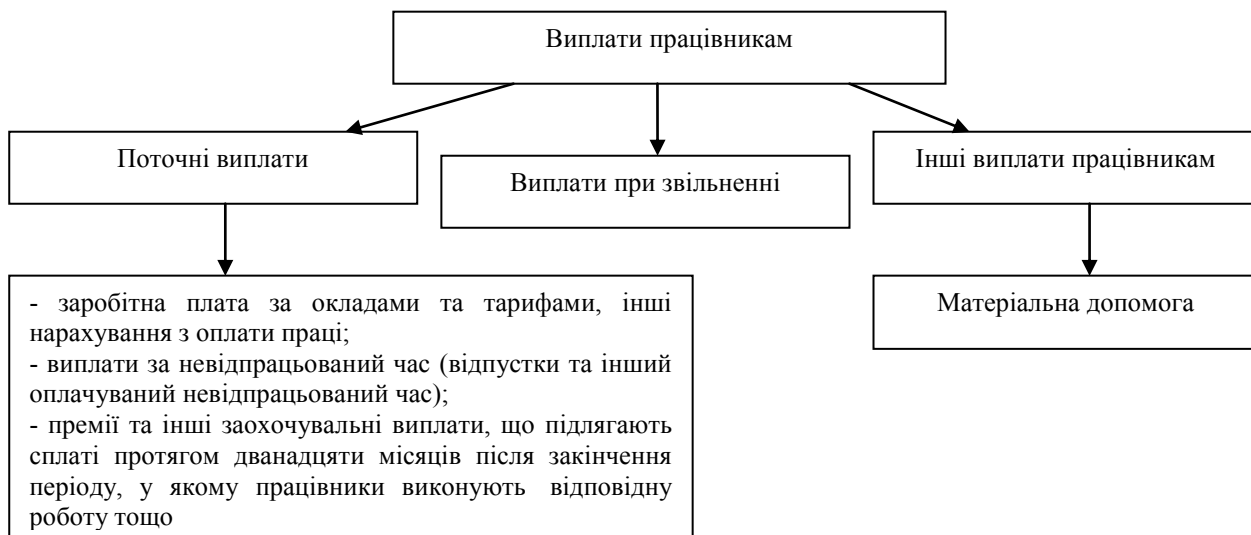 Виплати працівникам
Поточні виплати
Виплати при звільненні
Інші виплати працівникам
- заробітна плата за окладами та тарифами, інші
нарахування з оплати праці;
- виплати за невідпрацьований час (відпустки та інший
оплачуваний невідпрацьований час);
- премії та інші заохочувальні виплати, що підлягають
сплаті протягом дванадцяти місяців після закінчення
періоду, у якому працівники виконують відповідну
роботу тощо
Матеріальна допомога